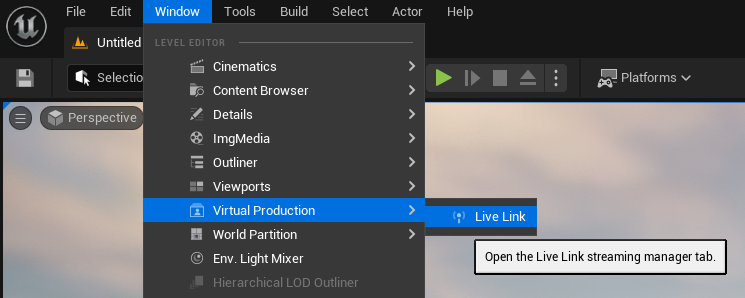 File Edit Window Tools Build Select Actor Help
Untitled
LEVEL EDITOR
Selectio
Platforms
Perspective
Cinematics
Content Browser
Details
ImgMedia
Outliner
Viewports
Virtual Production
Live Link
World Partition
Open the Live Link streaming manager tab.
Env. Light Mixer
Hierarchical LOD Outliner